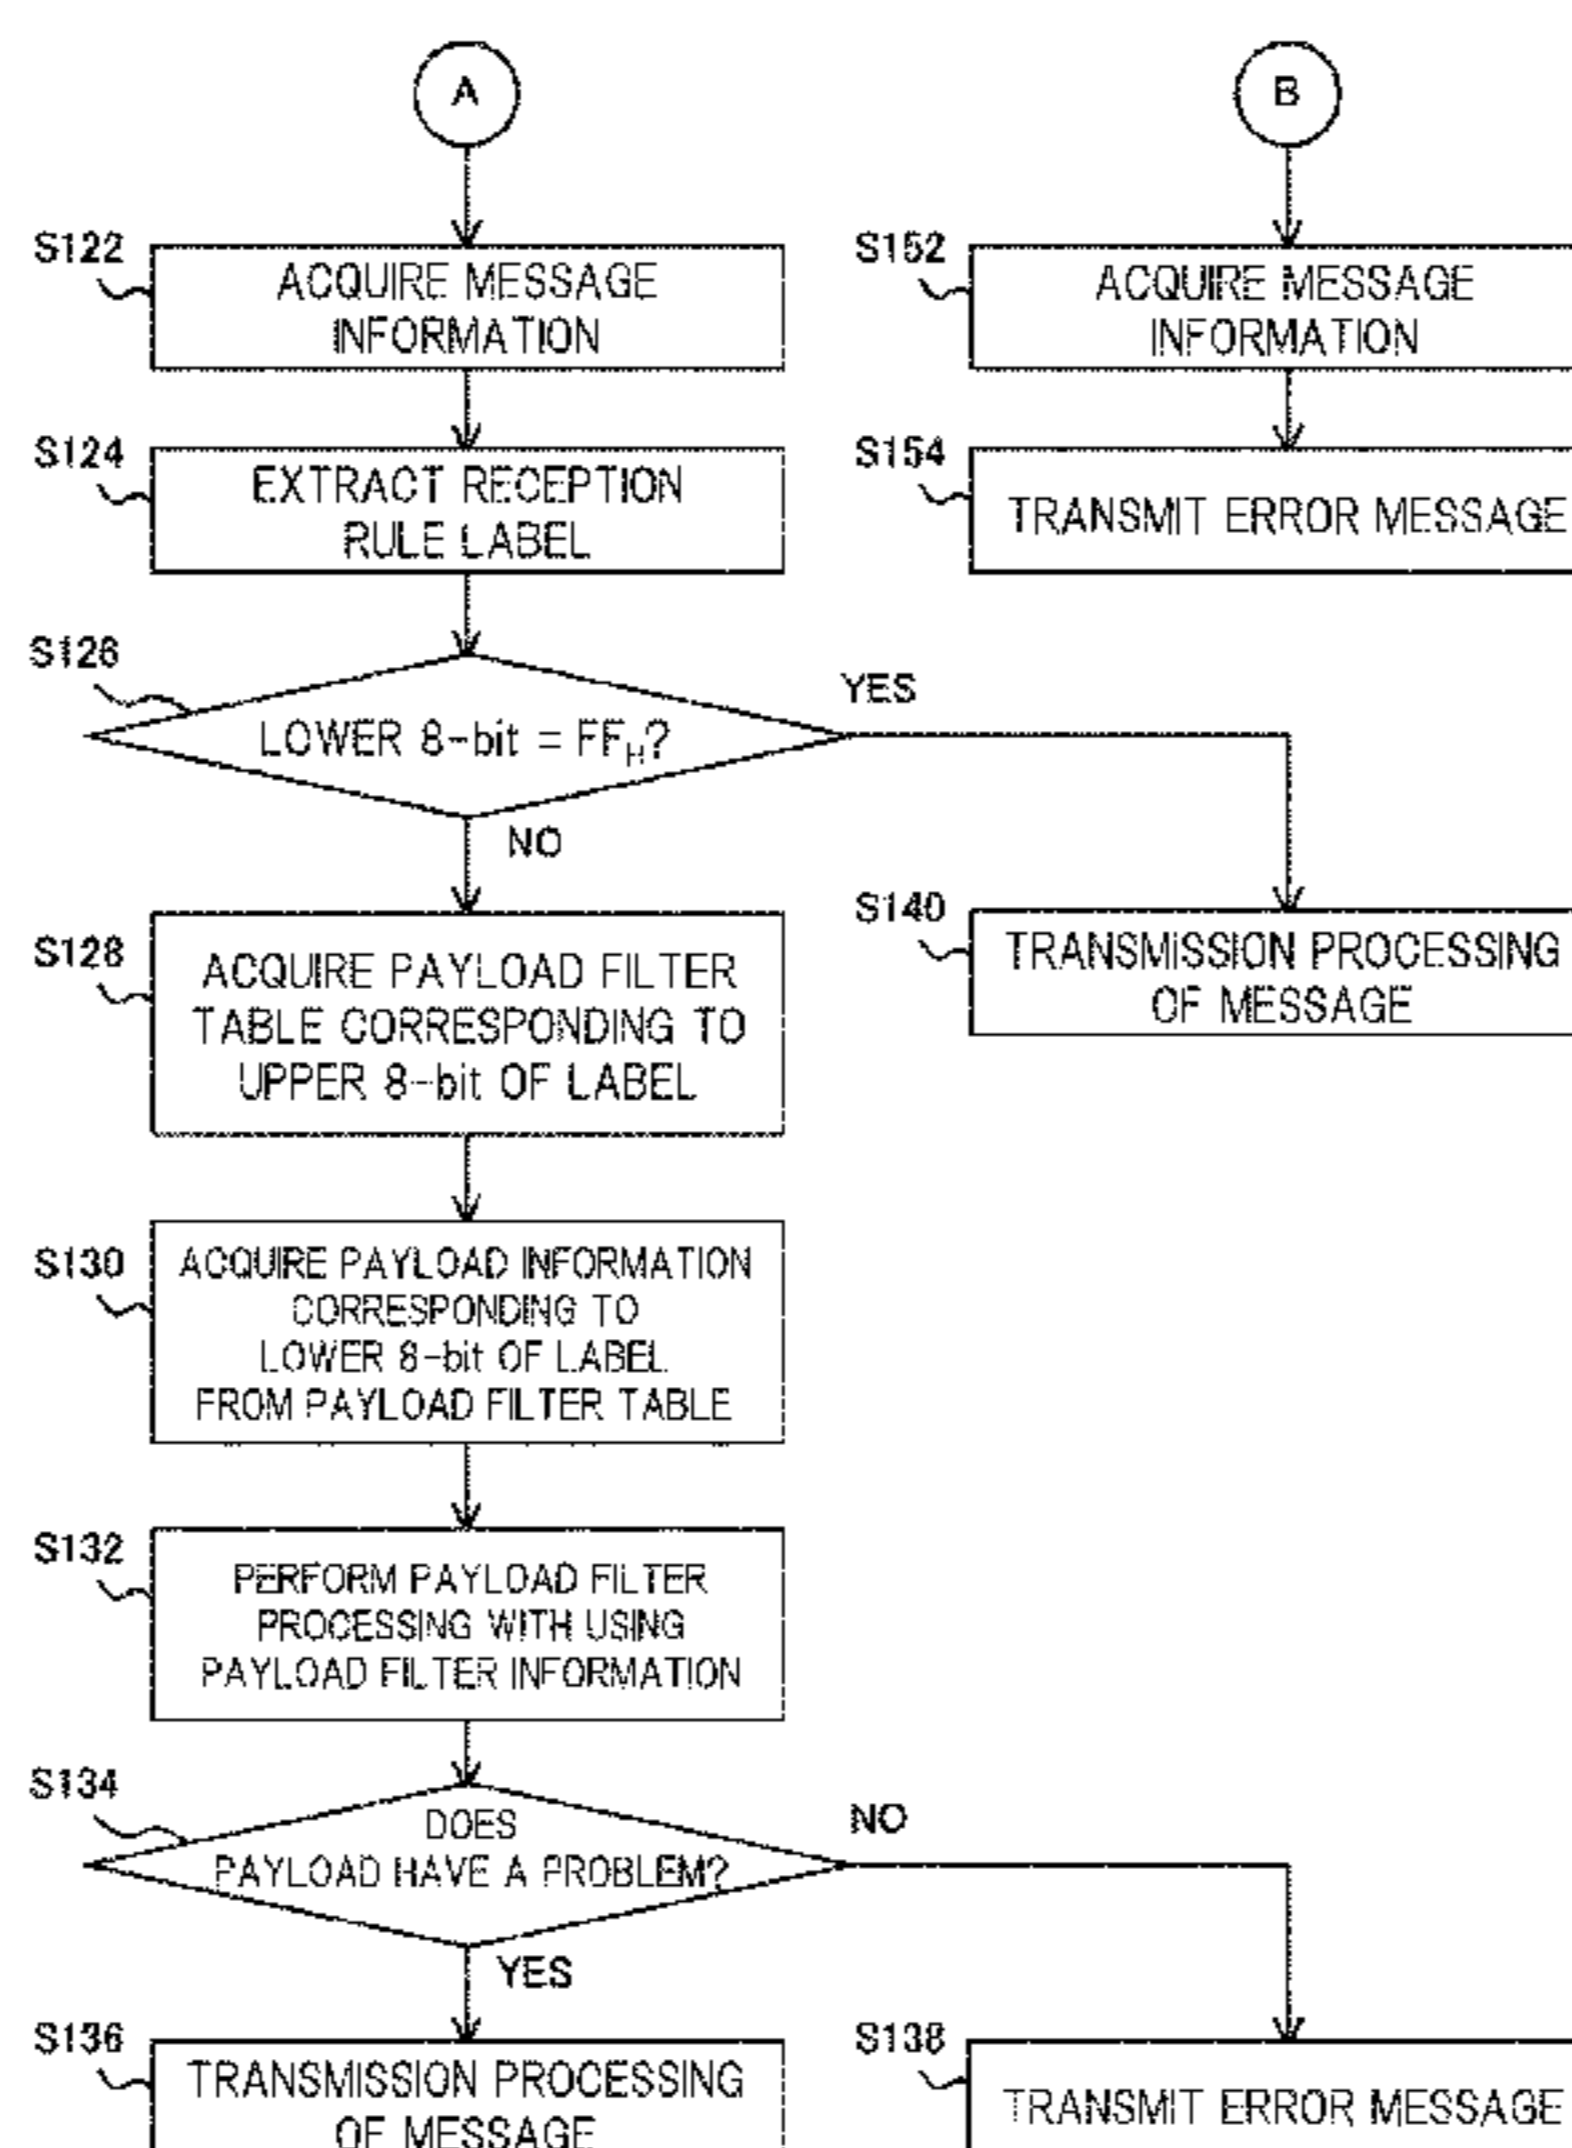 A
B
S122
ACQUIRE MESSAGE
INFORMATION
S152
ACQUIRE MESSAGE
INFORMATION
S124
EXTRACT RECEPTION
RULE LABEL
S154
TRANSMIT ERROR MESSAGE
S126
LOWER 8-bit = FFH?
YES
NO
S128
ACQUIRE PAYLOAD FILTER
TABLE CORRESPONDING TO
UPPER 8-bit OF LABEL
S140
TRANSMISSION PROCESSING
OF MESSAGE
S130
ACQUIRE PAYLOAD INFORMATION
CORRESPONDING TO
LOWER 8-bit OF LABEL
FROM PAYLOAD FILTER TABLE
S132
PERFORM PAYLOAD FILTER
PROCESSING WITH USING
PAYLOAD FILTER INFORMATION
S134
DOES
PAYLOAD HAVE A PROBLEM?
NO
YES
S136
TRANSMISSION PROCESSING
OF MESSAGE
S138
TRANSMIT ERROR MESSAGE